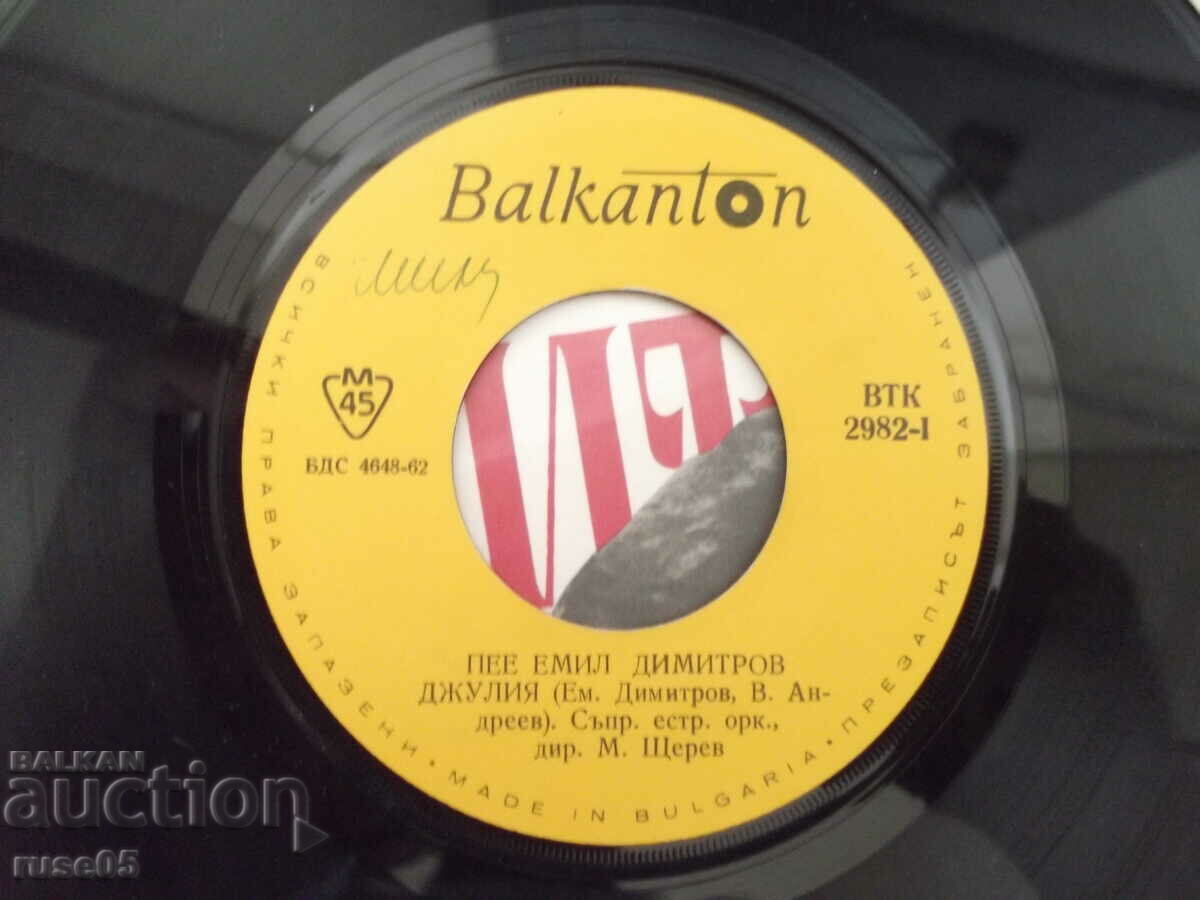 Balkanton
М
45
БДС 4648-62
ВТК
2982-I
ПЕЕ ЕМИЛ ДИМИТРОВ
ДЖУЛИЯ (Ем. Димитров, В. Ан-
дреев). Съпр. естр. орк.,
дир. М. Щерев
ВСИЧКИ ПРАВА ЗАПАЗЕНИ • MADE IN BULGARIA • ПРЕЗАПИСЪТ ЗАБРАНЕН
BALKAN
auction
ruse05